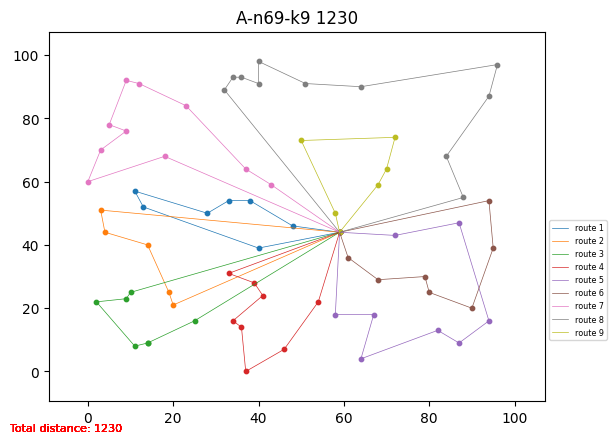 A-n69-k9 1230
100
80
60
40
20
0
0 20 40 60 80 100
route 1
route 2
route 3
route 4
route 5
route 6
route 7
route 8
route 9
Total distance: 1230